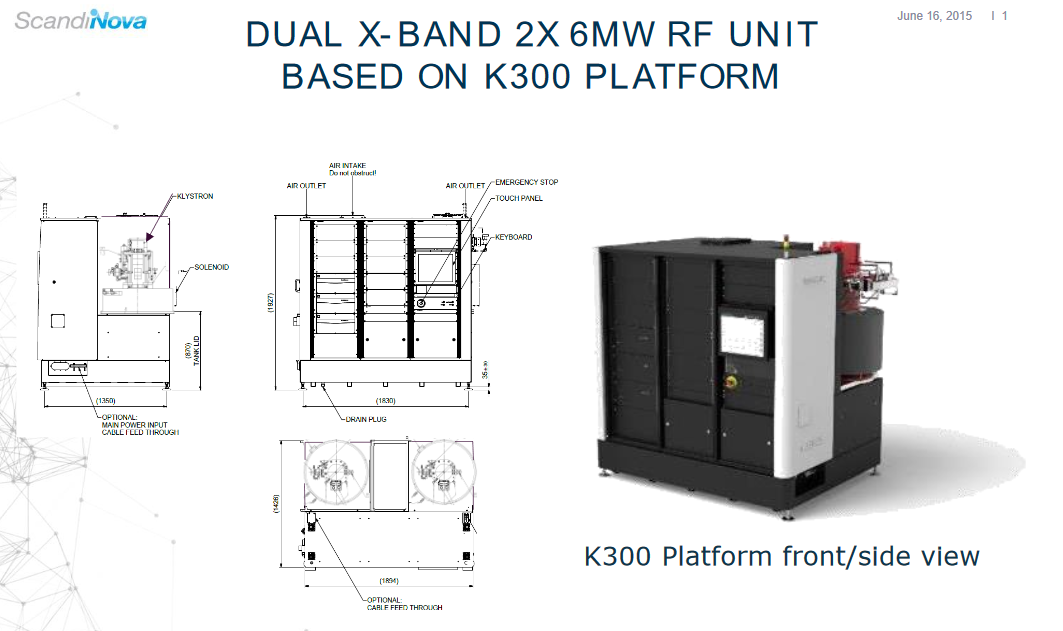 ScandiNova
June 16, 2015 I 1
DUAL X-BAND 2X 6MW RF UNIT
BASED ON K300 PLATFORM
KLYSTRON
SOLENOID
(870)
TANK LID
(1350)
OPTIONAL:
MAIN POWER INPUT
CABLE FEED THROUGH
AIR INTAKE
Do not obstruct!
AIR OUTLET
AIR OUTLET
EMERGENCY STOP
TOUCH PANEL
KEYBOARD
(1927)
(1830)
DRAIN PLUG
(1426)
(1894)
OPTIONAL:
CABLE FEED THROUGH
K300 Platform front/side view